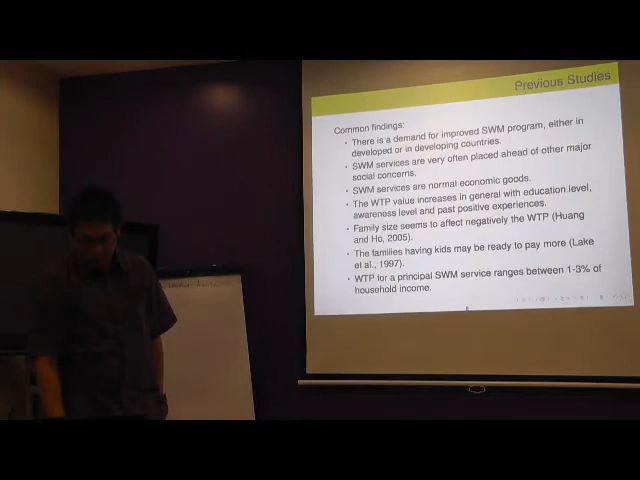 Previous Studies
Common findings:
• There is a demand for improved SWM program, either in
developed or in developing countries.
• SWM services are very often placed ahead of other major
social concerns.
• SWM services are normal economic goods.
• The WTP value increases in general with education level,
awareness level and past positive experiences.
• Family size seems to affect negatively the WTP (Huang
and Ho, 2005).
• The families having kids may be ready to pay more (Lake
et al., 1997).
• WTP for a principal SWM service ranges between 1-3% of
household income.